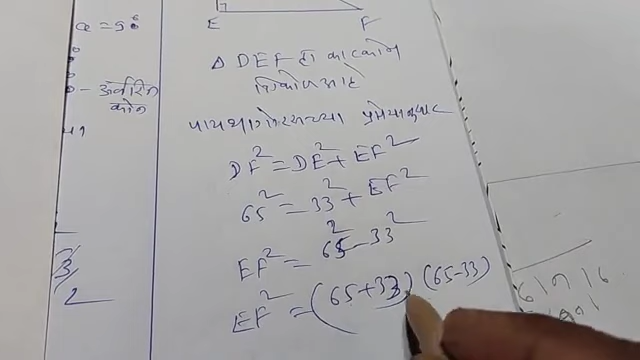 E F
Δ DEF हा काटकोन
त्रिकोण आहे
पायथागोरसच्या प्रमेयानुसार
DF² = DE² + EF²
65² = 33² + EF²
EF² = 65² - 33²
EF² = (65+33) (65-33)
कोन
2